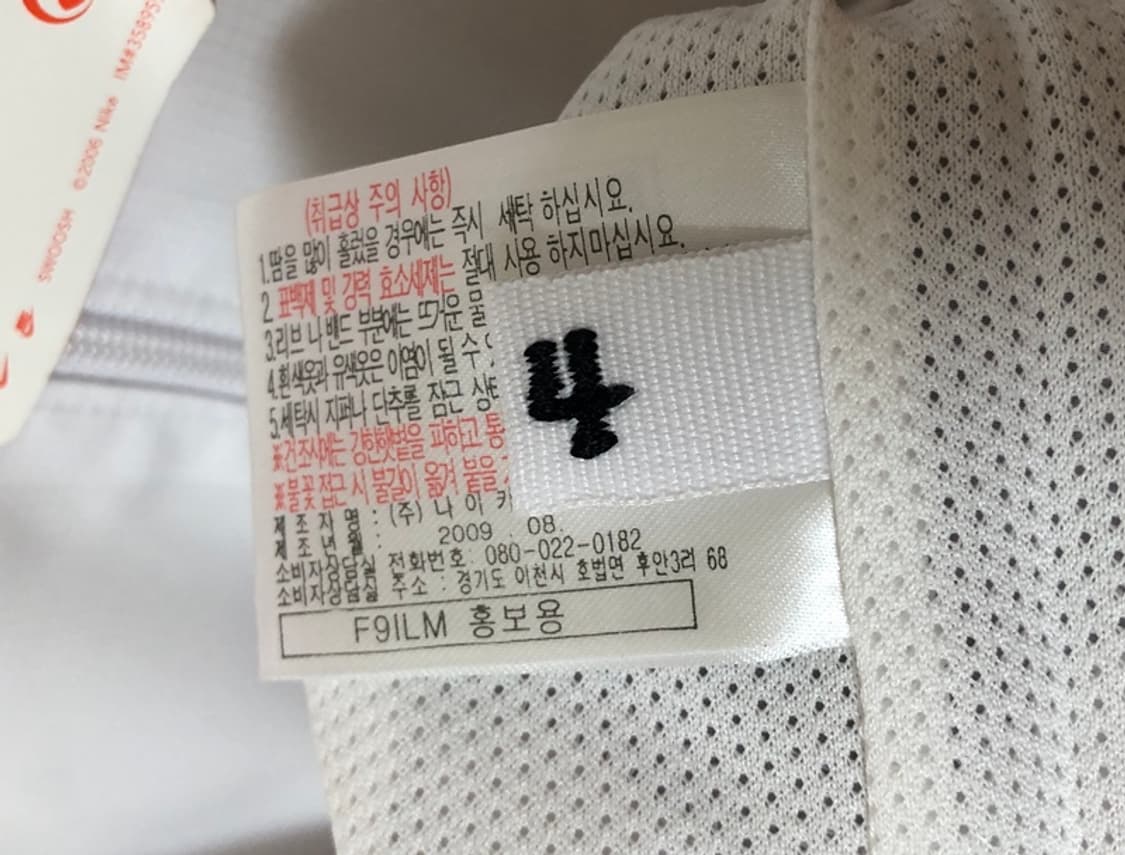 SWOOSH ©2006 Nike IM#35895
(취급상 주의 사항)
1.땀을 많이 흘렸을 경우에는 즉시 세탁 하십시요.
2. 표백제 및 강력 효소세제는 절대 사용 하지마십시요.
3.리브 나 밴드 부분에는 뜨거운 물
4.흰색옷과 유색옷은 이염이 될 수
5.세탁시 지퍼나 단추를 잠근
※건조시에는 강한햇볕을 피하고 통
※불꽃 접근 시 불길이 옮겨 붙을
제 조 자 명 : (주) 나 이 키
제 조 년 월 : 2009 . 08.
소비자상담실 전화번호 080-022-0182
소비자상담실 주소 : 경기도 이천시 호법면 후안3리 68
F9ILM 홍보용
4